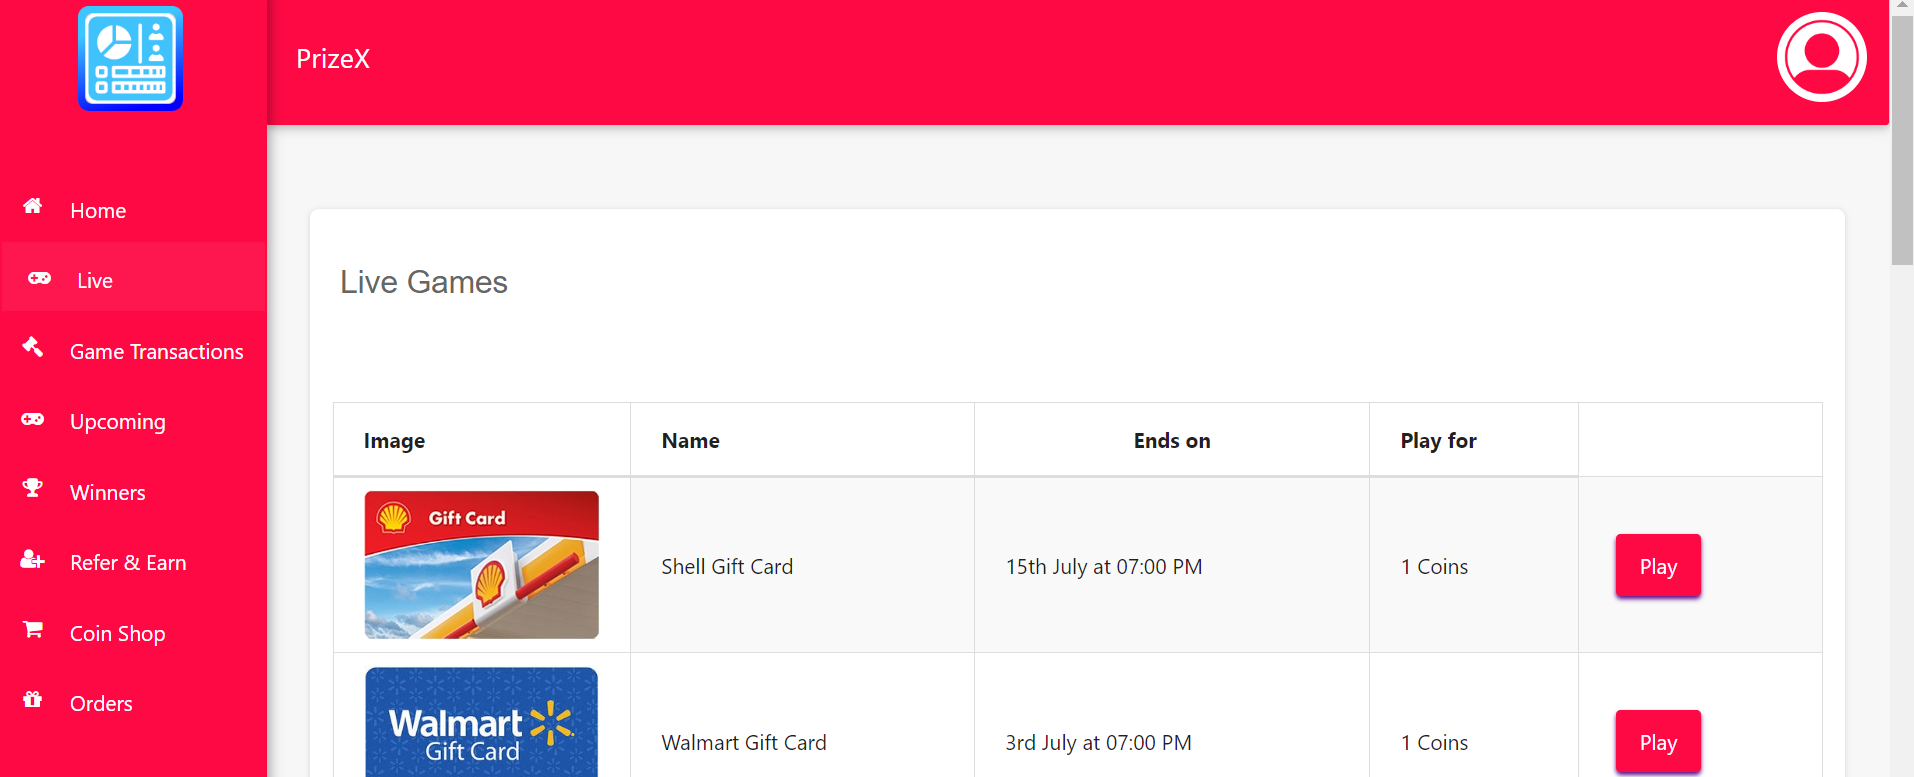 PrizeX
Home
Live
Game Transactions
Upcoming
Winners
Refer & Earn
Coin Shop
Orders
Live Games
Image Name Ends on Play for
Gift Card
Shell Gift Card 15th July at 07:00 PM 1 Coins Play
Walmart
Gift Card
Walmart Gift Card 3rd July at 07:00 PM 1 Coins Play